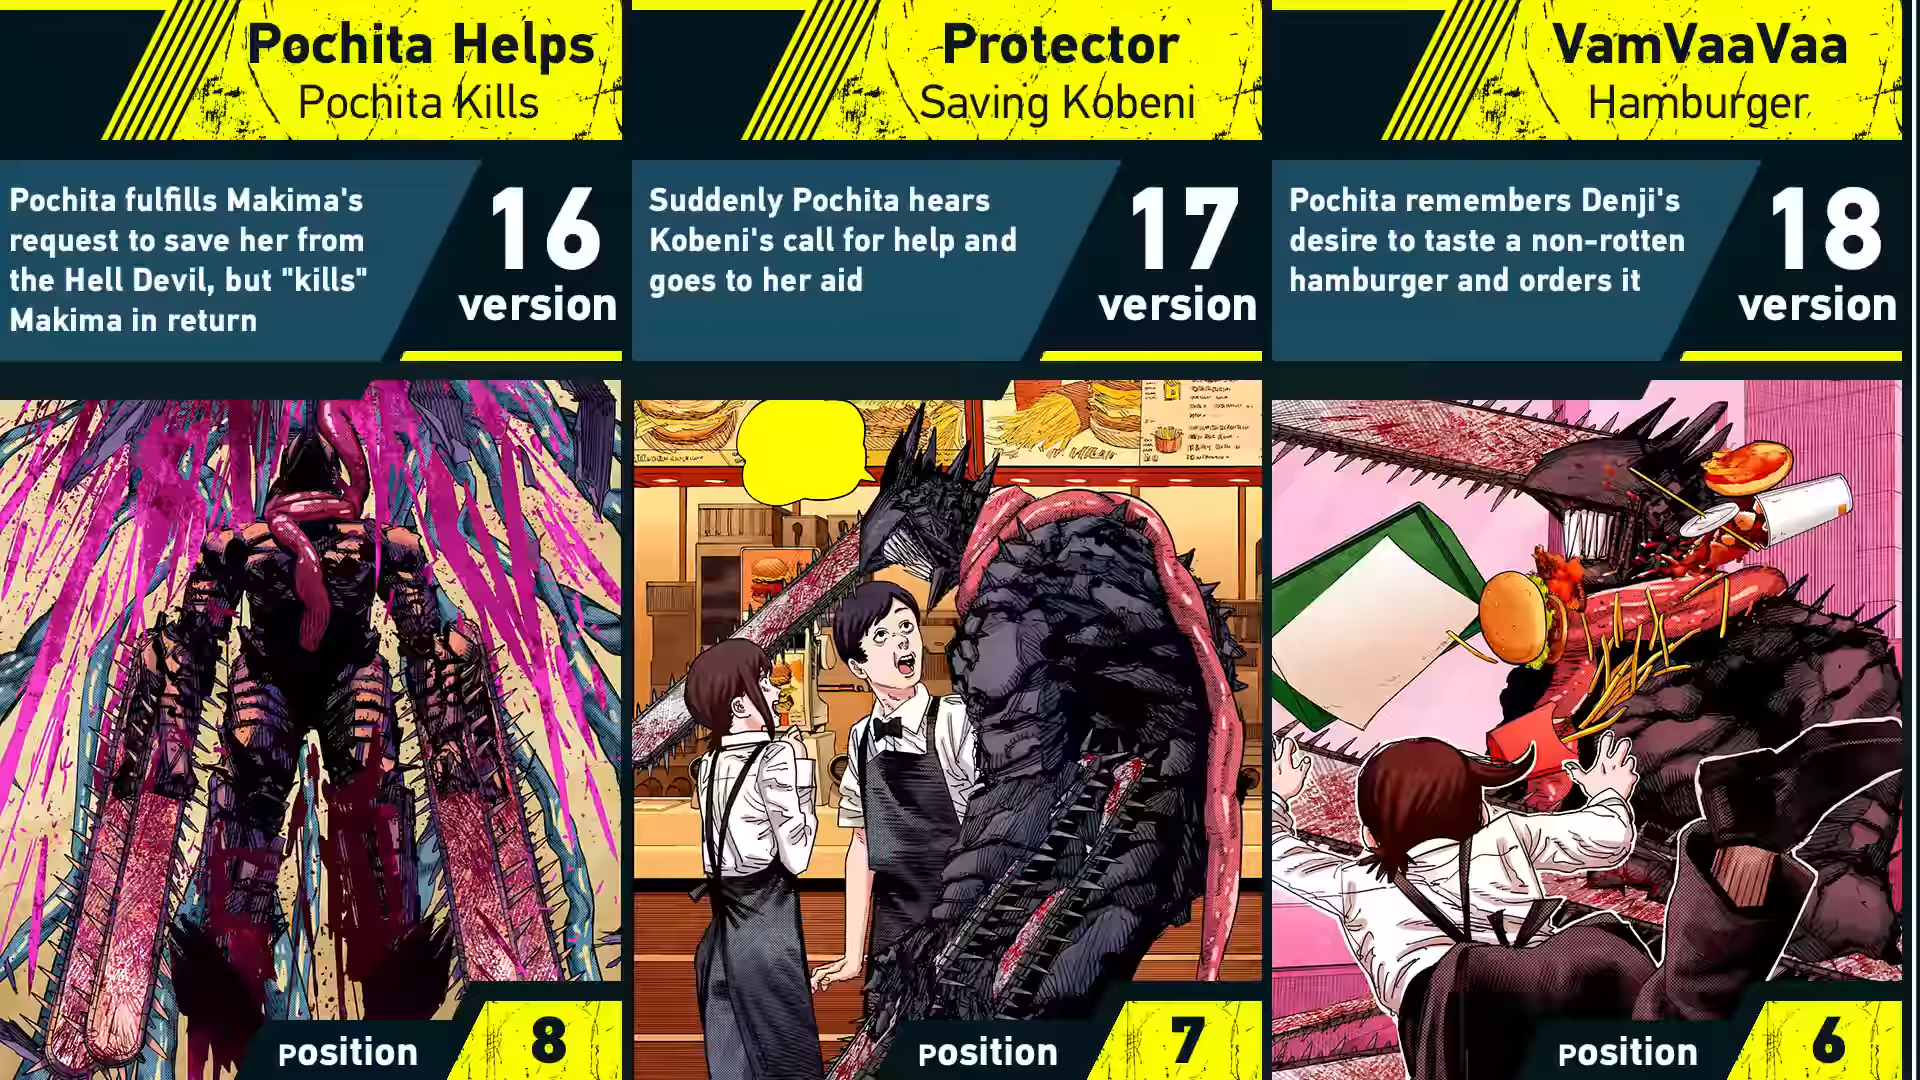 Pochita Helps
Pochita Kills
Pochita fulfills Makima's
request to save her from
the Hell Devil, but "kills"
Makima in return
16
version
position
8
Protector
Saving Kobeni
Suddenly Pochita hears
Kobeni's call for help and
goes to her aid
17
version
position
7
VamVaaVaa
Hamburger
Pochita remembers Denji's
desire to taste a non-rotten
hamburger and orders it
18
version
position
6